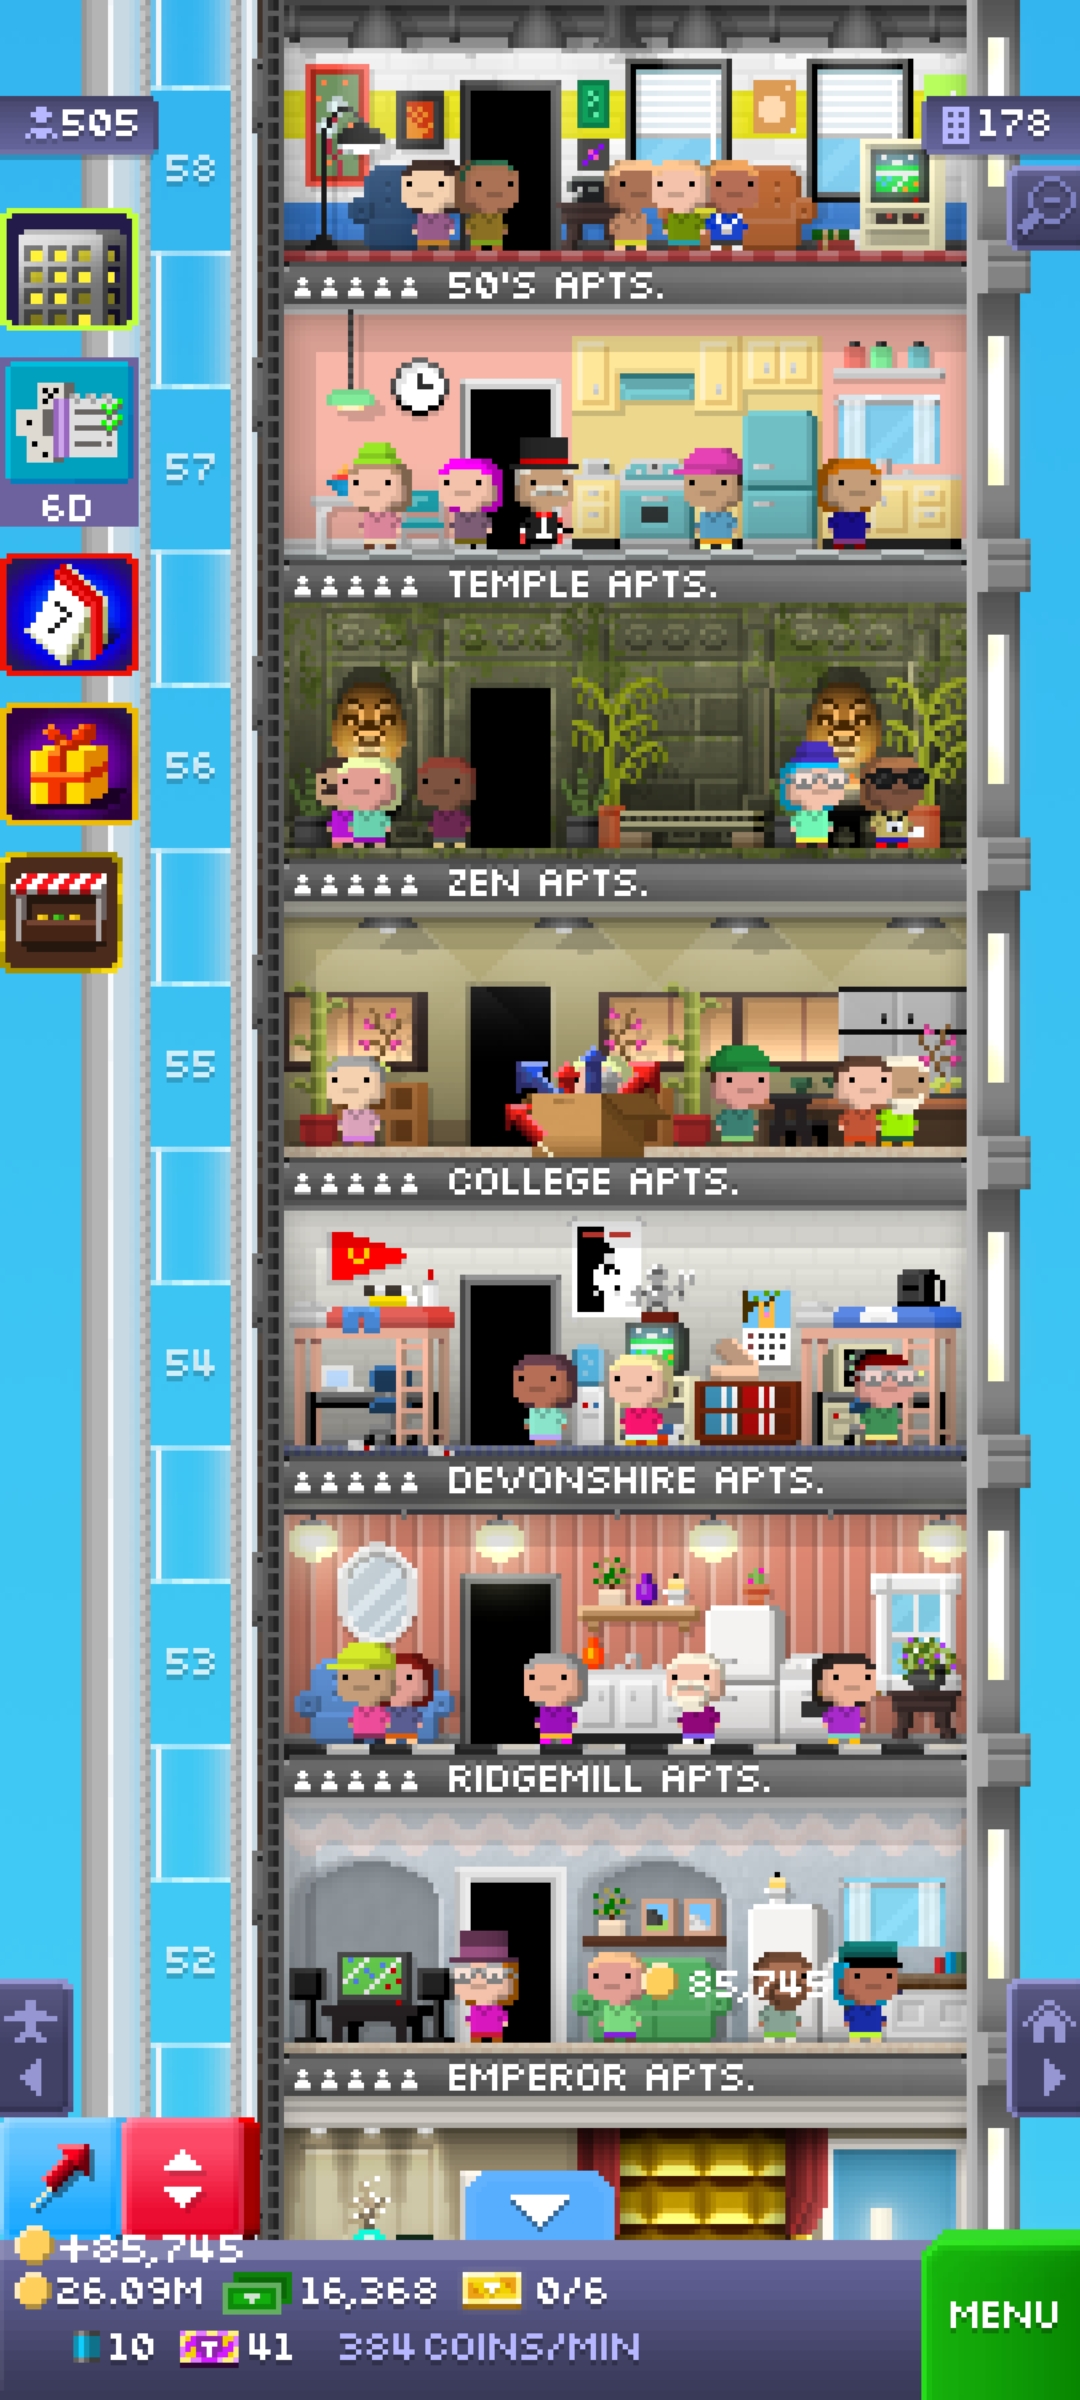 505
178
58
50'S APTS.
57
6D
TEMPLE APTS.
7
56
ZEN APTS.
55
COLLEGE APTS.
54
DEVONSHIRE APTS.
53
RIDGEMILL APTS.
52
85,745
EMPEROR APTS.
+85,745
26.09M 16,368 0/6
MENU
10 T 41 384 COINS/MIN